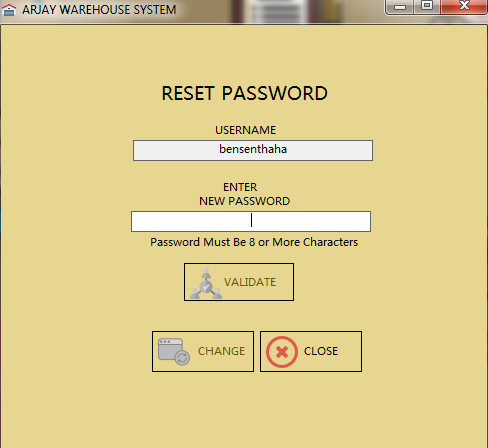 ARJAY WAREHOUSE SYSTEM
RESET PASSWORD
USERNAME
bensenthaha
ENTER
NEW PASSWORD
Password Must Be 8 or More Characters
VALIDATE
CHANGE
CLOSE